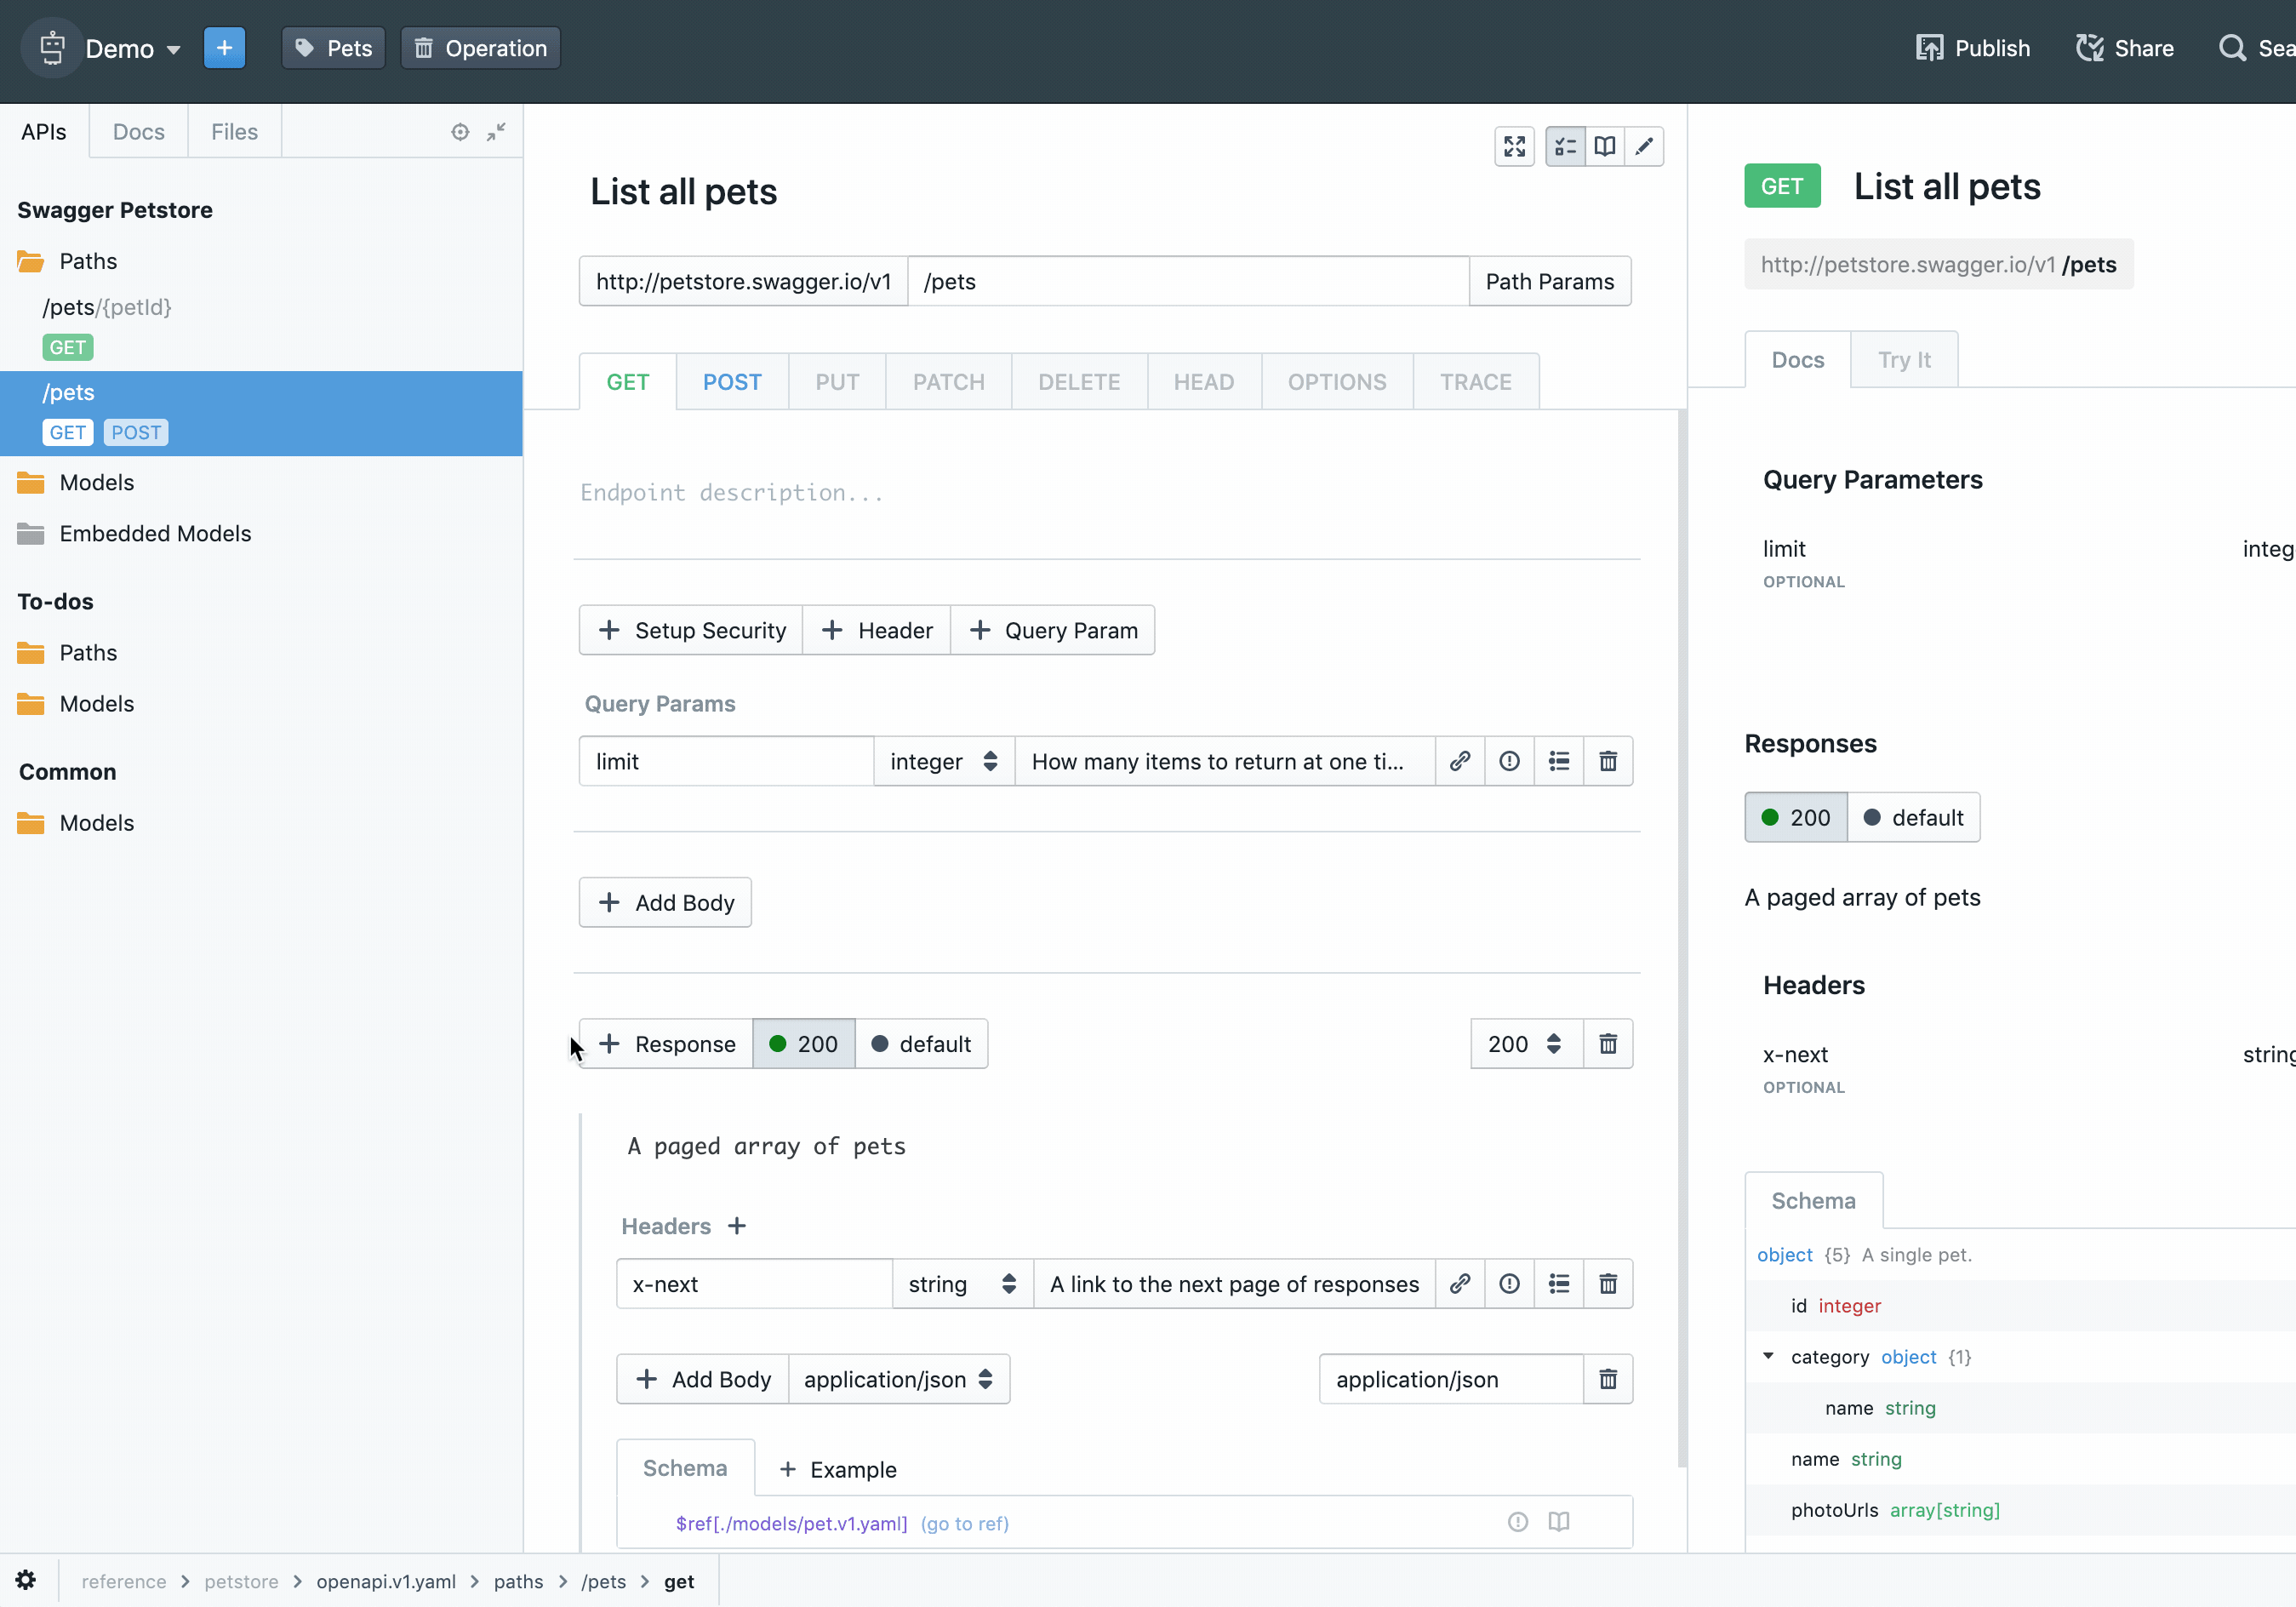 Demo
+
Pets
Operation
Publish
Share
Sea
APIs
Docs
Files
Swagger Petstore
Paths
/pets/{petId}
GET
/pets
GET POST
Models
Embedded Models
To-dos
Paths
Models
Common
Models
List all pets
http://petstore.swagger.io/v1
/pets
Path Params
GET
POST
PUT
PATCH
DELETE
HEAD
OPTIONS
TRACE
Endpoint description...
+ Setup Security
+ Header
+ Query Param
Query Params
limit
integer
How many items to return at one ti...
+ Add Body
+ Response
200
default
200
A paged array of pets
Headers +
x-next
string
A link to the next page of responses
+ Add Body
application/json
application/json
Schema
+ Example
$ref[./models/pet.v1.yaml] (go to ref)
GET List all pets
http://petstore.swagger.io/v1 /pets
Docs
Try It
Query Parameters
limit
integ
OPTIONAL
Responses
200
default
A paged array of pets
Headers
x-next
string
OPTIONAL
Schema
object {5} A single pet.
id integer
category object {1}
name string
name string
photoUrls array[string]
reference > petstore > openapi.v1.yaml > paths > /pets > get